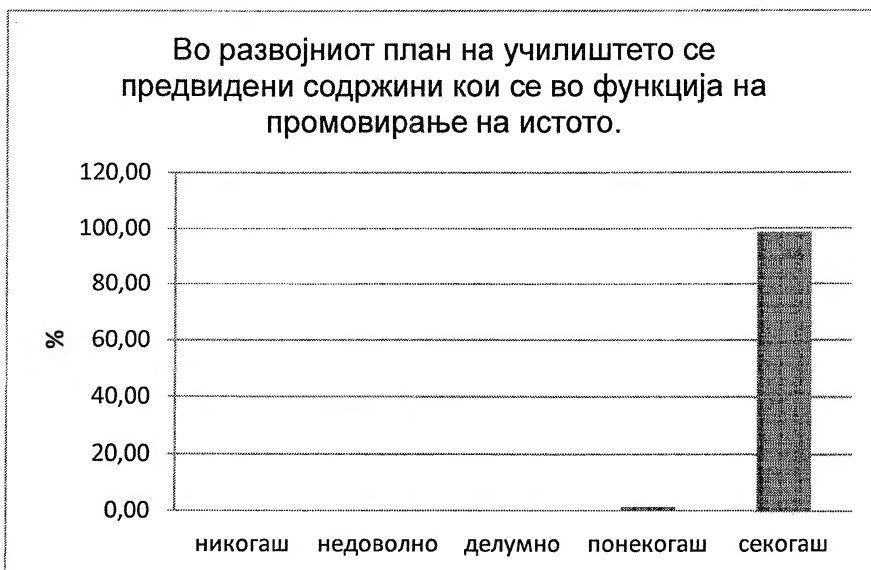 Во развојниот план на училиштето се
предвидени содржини кои се во функција на
промовирање на истото.
120,00
100,00
80,00
60,00
40,00
20,00
0,00
%
никогаш недоволно делумно понекогаш секогаш